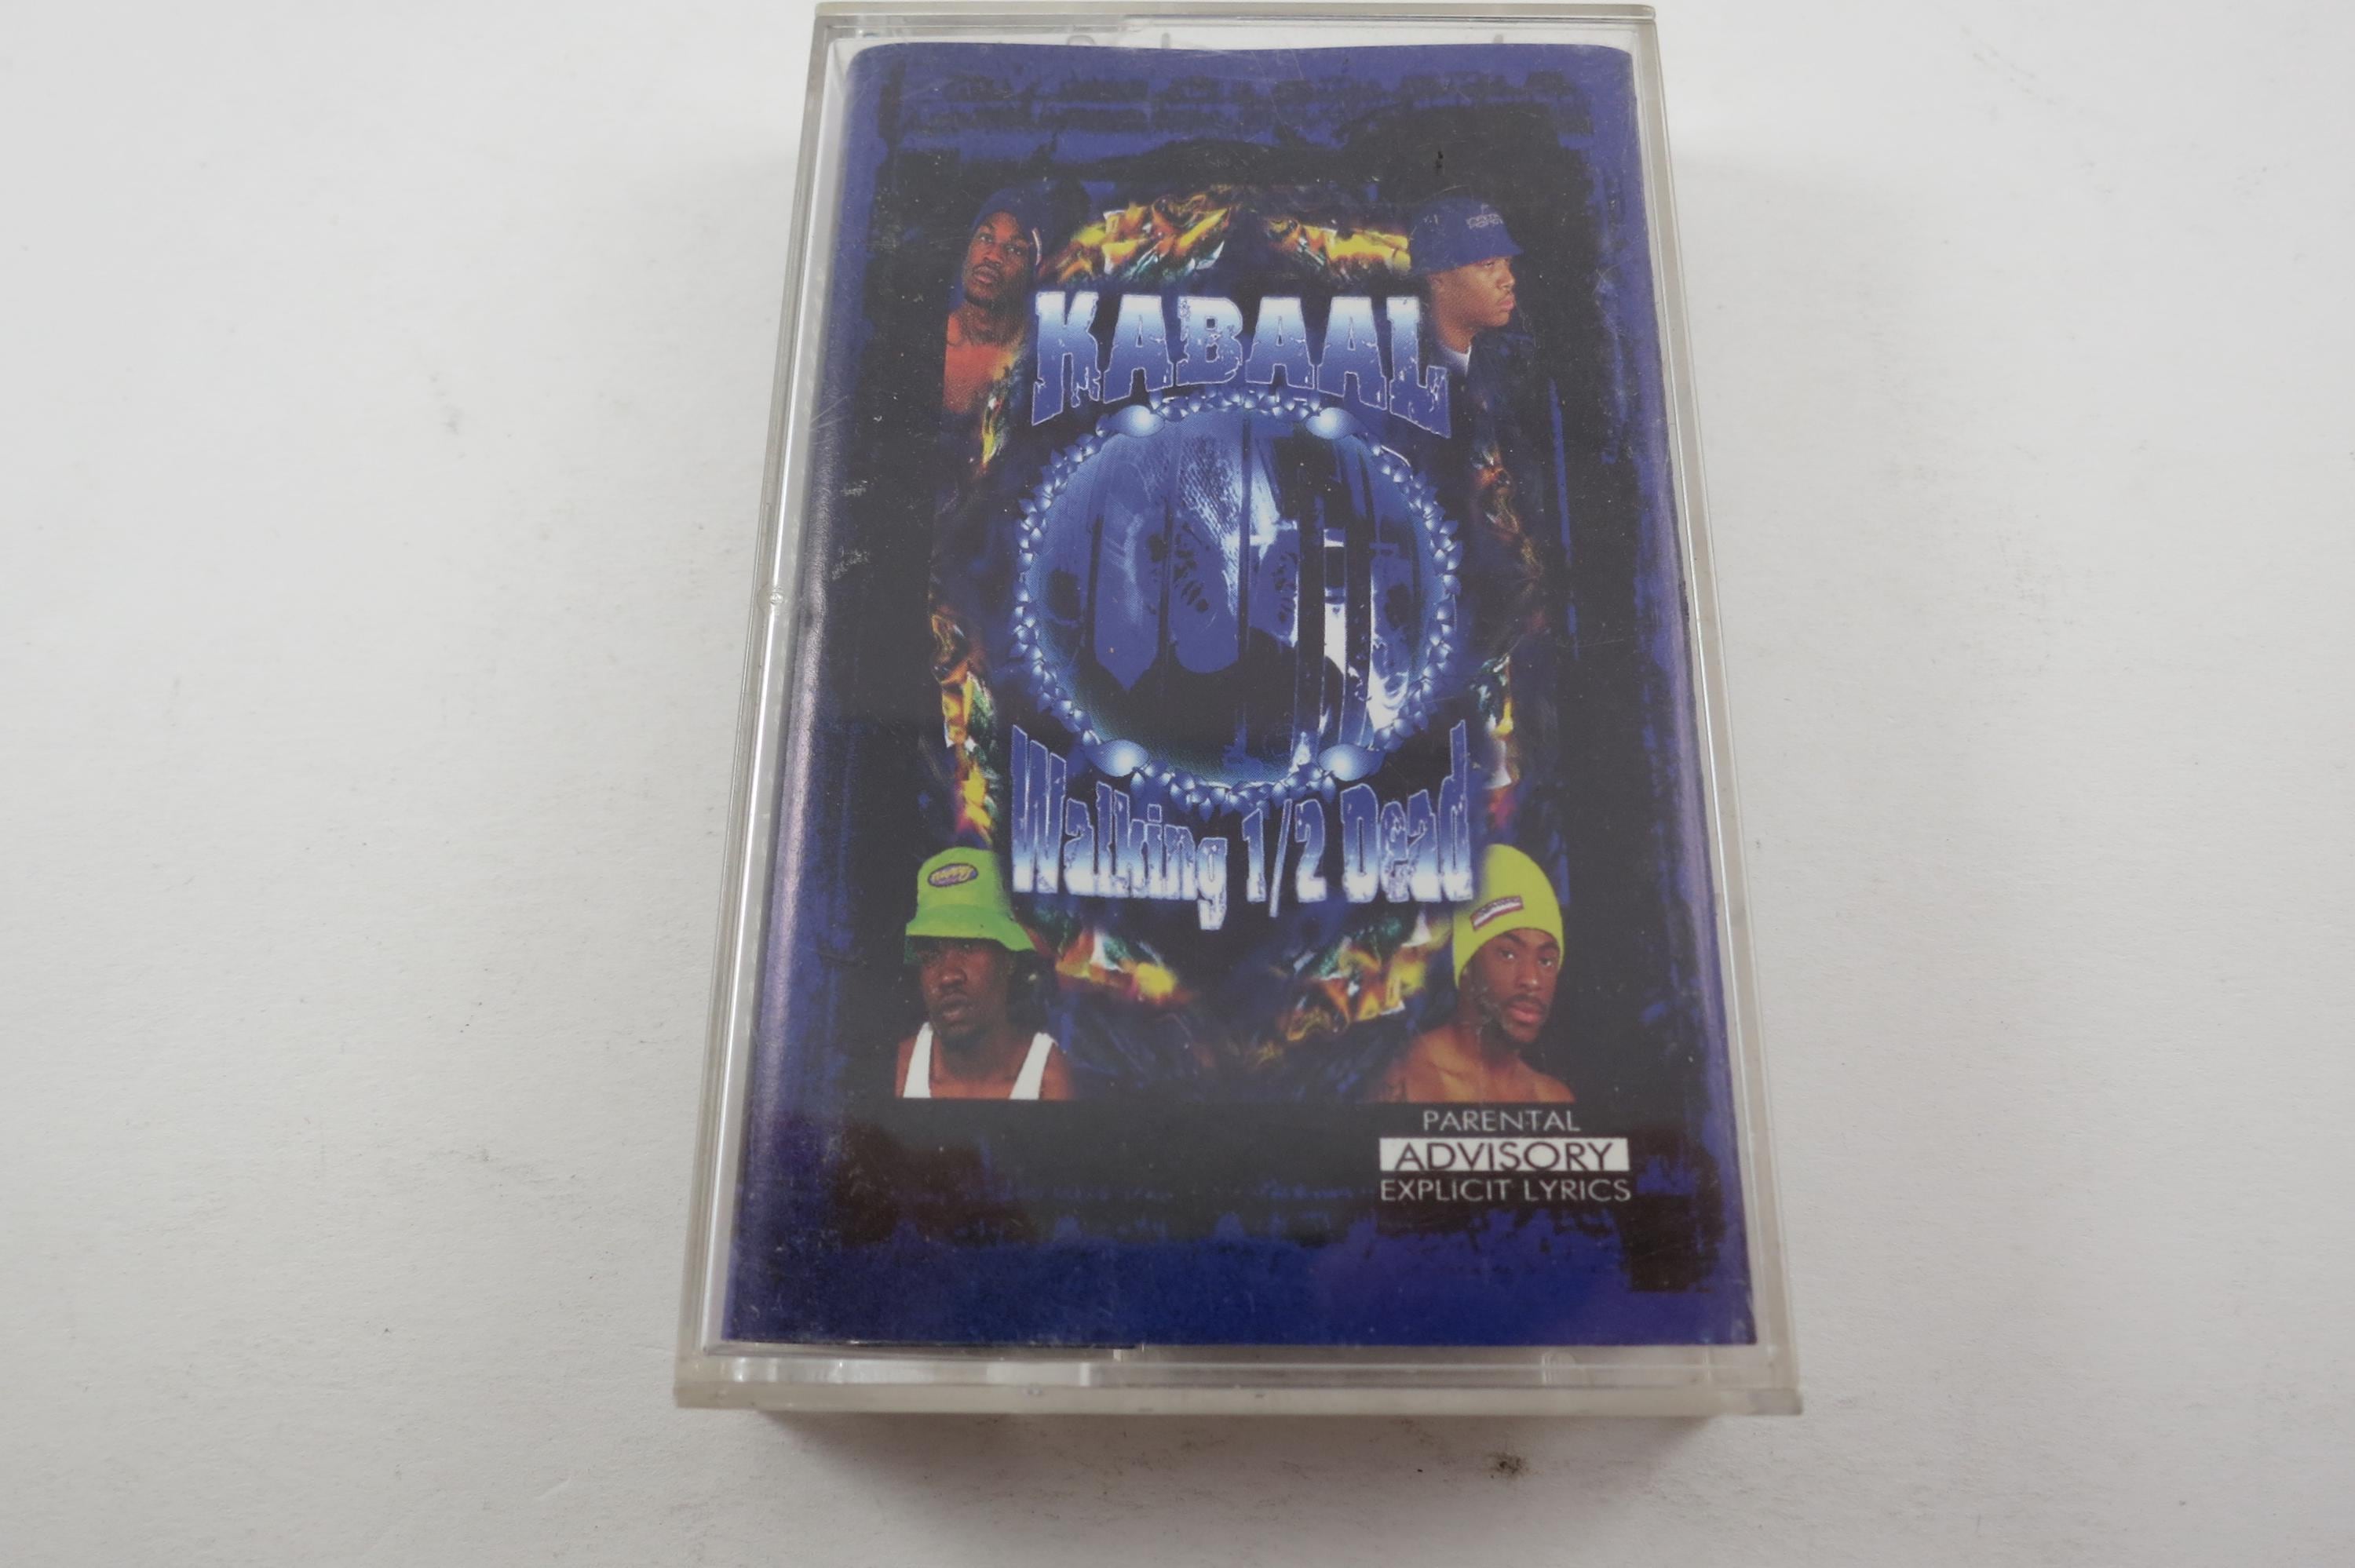 KABAAL
Walking 1/2 Dead
PARENTAL
ADVISORY
EXPLICIT LYRICS